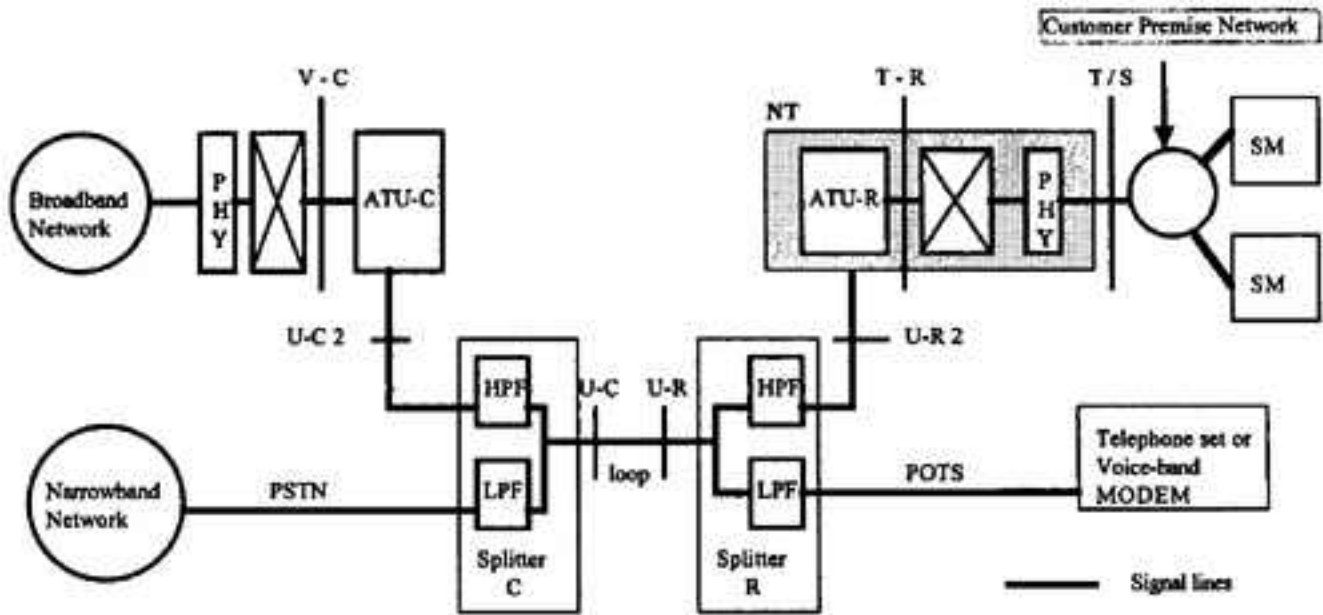 Customer Premise Network
V - C
T - R
T / S
NT
Broadband
Network
P
H
Y
ATU-C
ATU-R
P
H
Y
SM
SM
U-C 2
U-R 2
HPF
U-C
U-R
HPF
Narrowband
Network
PSTN
LPF
loop
LPF
POTS
Telephone set or
Voice-band
MODEM
Splitter
C
Splitter
R
Signal lines